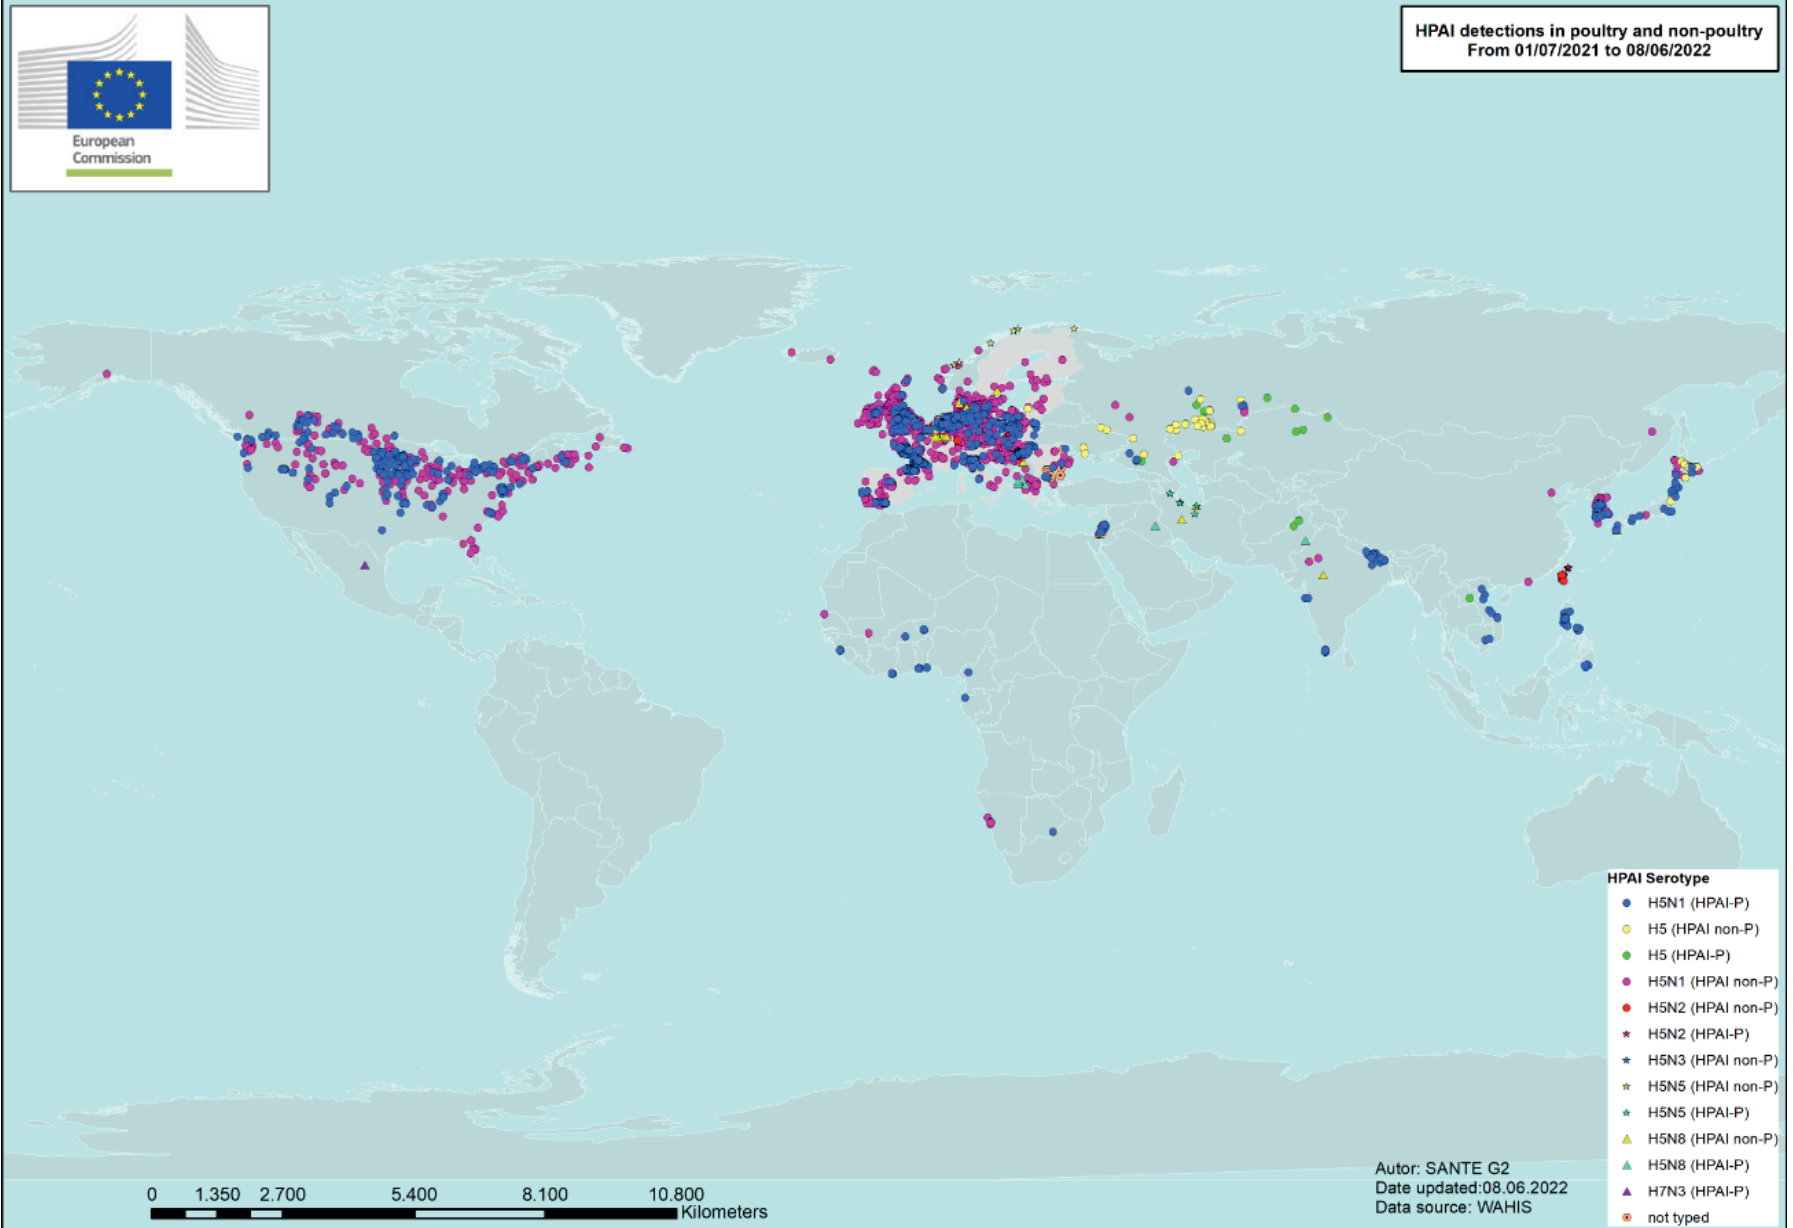 European
Commission
HPAI detections in poultry and non-poultry
From 01/07/2021 to 08/06/2022
HPAI Serotype
H5N1 (HPAI-P)
H5 (HPAI non-P)
H5 (HPAI-P)
H5N1 (HPAI non-P)
H5N2 (HPAI non-P)
H5N2 (HPAI-P)
H5N3 (HPAI non-P)
H5N5 (HPAI non-P)
H5N5 (HPAI-P)
H5N8 (HPAI non-P)
H5N8 (HPAI-P)
H7N3 (HPAI-P)
not typed
Autor: SANTE G2
Date updated:08.06.2022
Data source: WAHIS
0 1.350 2.700 5.400 8.100 10.800
Kilometers